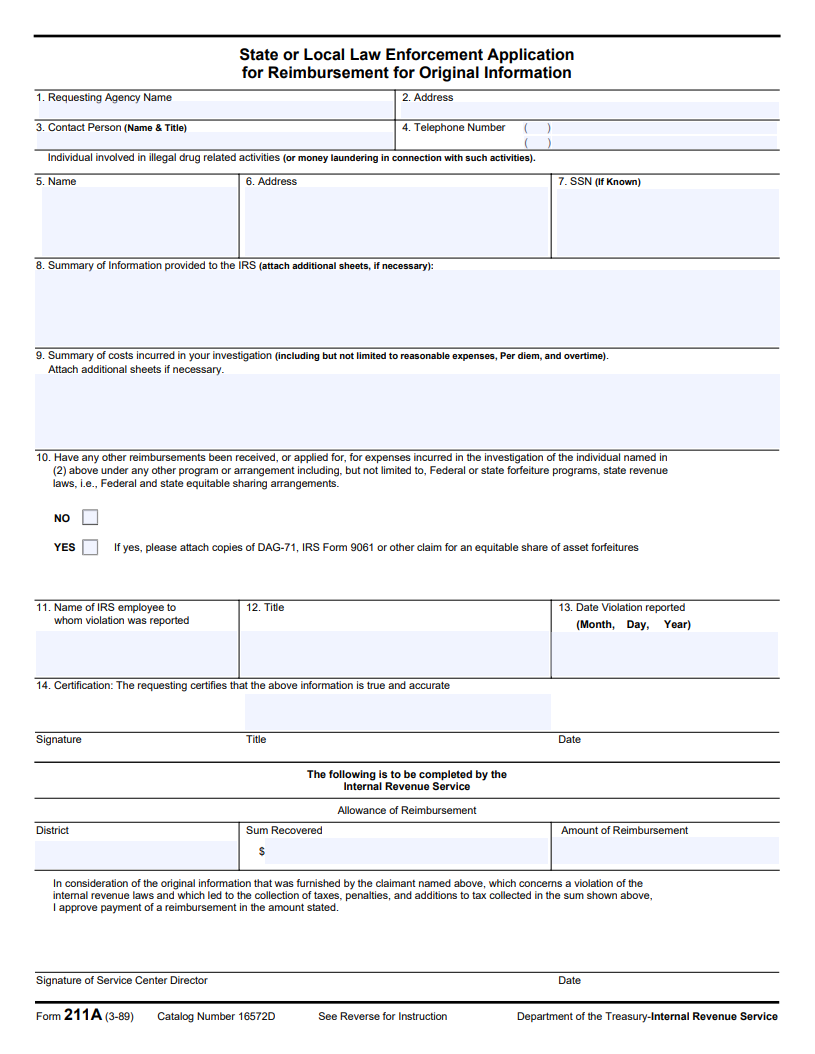 State or Local Law Enforcement Application
for Reimbursement for Original Information
1. Requesting Agency Name
2. Address
3. Contact Person (Name & Title)
4. Telephone Number ( )
( )
Individual involved in illegal drug related activities (or money laundering in connection with such activities).
5. Name
6. Address
7. SSN (If Known)
8. Summary of Information provided to the IRS (attach additional sheets, if necessary):
9. Summary of costs incurred in your investigation (including but not limited to reasonable expenses, Per diem, and overtime).
Attach additional sheets if necessary.
10. Have any other reimbursements been received, or applied for, for expenses incurred in the investigation of the individual named in
(2) above under any other program or arrangement including, but not limited to, Federal or state forfeiture programs, state revenue
laws, i.e., Federal and state equitable sharing arrangements.
NO
YES If yes, please attach copies of DAG-71, IRS Form 9061 or other claim for an equitable share of asset forfeitures
11. Name of IRS employee to
whom violation was reported
12. Title
13. Date Violation reported
(Month, Day, Year)
14. Certification: The requesting certifies that the above information is true and accurate
Signature
Title
Date
The following is to be completed by the
Internal Revenue Service
Allowance of Reimbursement
District
Sum Recovered
$
Amount of Reimbursement
In consideration of the original information that was furnished by the claimant named above, which concerns a violation of the
internal revenue laws and which led to the collection of taxes, penalties, and additions to tax collected in the sum shown above,
I approve payment of a reimbursement in the amount stated.
Signature of Service Center Director
Date
Form 211A (3-89) Catalog Number 16572D See Reverse for Instruction Department of the Treasury-Internal Revenue Service